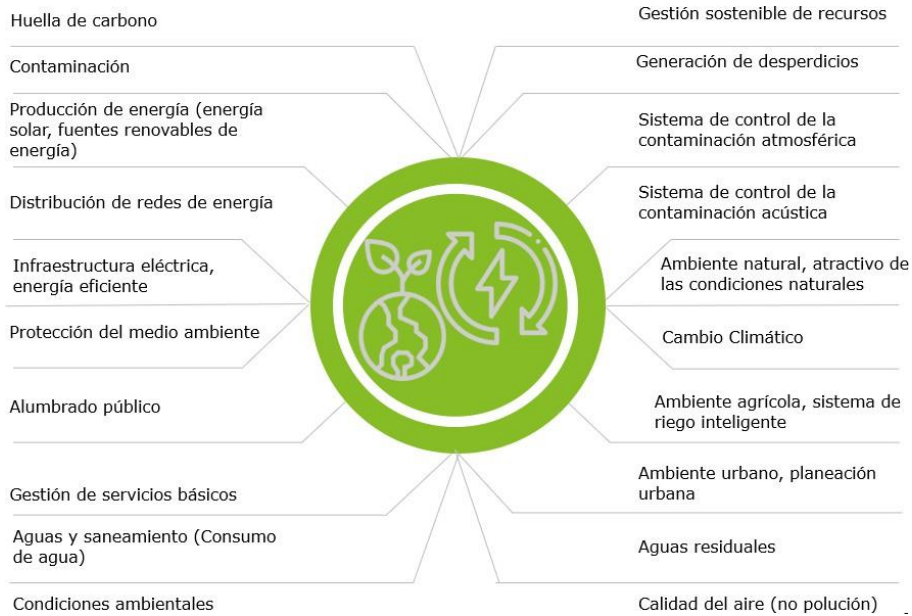 Huella de carbono
Contaminación
Producción de energía (energía
solar, fuentes renovables de
energía)
Distribución de redes de energía
Infraestructura eléctrica,
energía eficiente
Protección del medio ambiente
Alumbrado público
Gestión de servicios básicos
Aguas y saneamiento (Consumo
de agua)
Condiciones ambientales
Gestión sostenible de recursos
Generación de desperdicios
Sistema de control de la
contaminación atmosférica
Sistema de control de la
contaminación acústica
Ambiente natural, atractivo de
las condiciones naturales
Cambio Climático
Ambiente agrícola, sistema de
riego inteligente
Ambiente urbano, planeación
urbana
Aguas residuales
Calidad del aire (no polución)